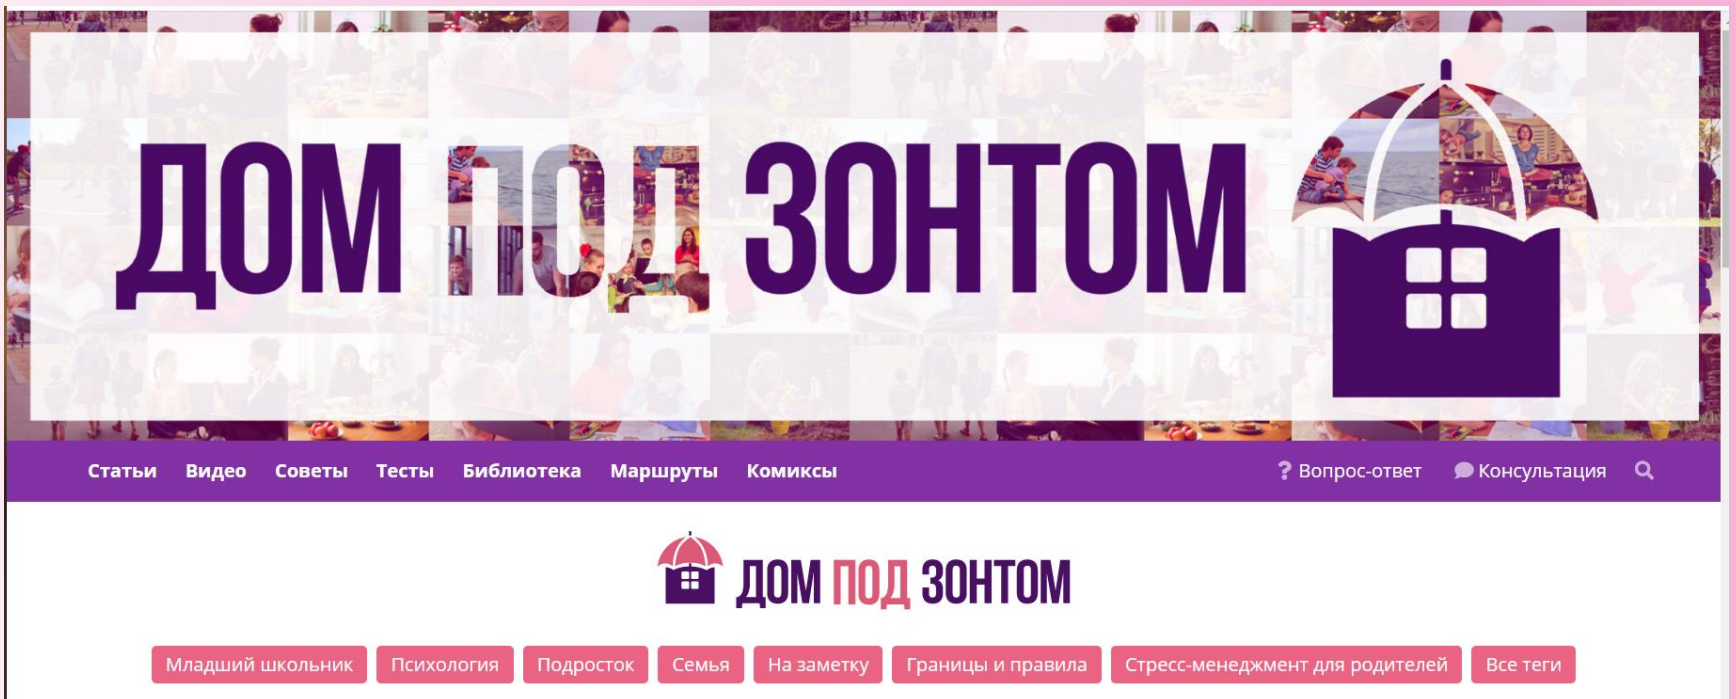 ДОМ ПОД ЗОНТОМ
Статьи Видео Советы Тесты Библиотека Маршруты Комиксы ? Вопрос-ответ Консультация
ДОМ ПОД ЗОНТОМ
Младший школьник Психология Подросток Семья На заметку Границы и правила Стресс-менеджмент для родителей Все теги